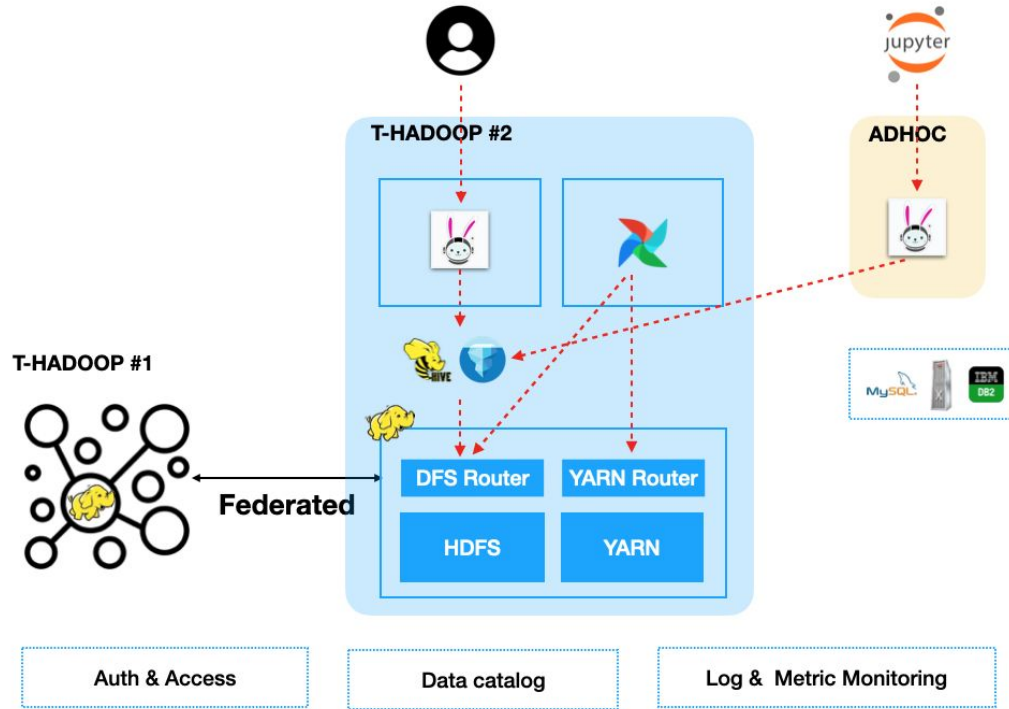 jupyter
T-HADOOP #2
ADHOC
HIVE
T-HADOOP #1
MySQL
X
IBM
DB2
Federated
DFS Router
YARN Router
HDFS
YARN
Auth & Access
Data catalog
Log & Metric Monitoring